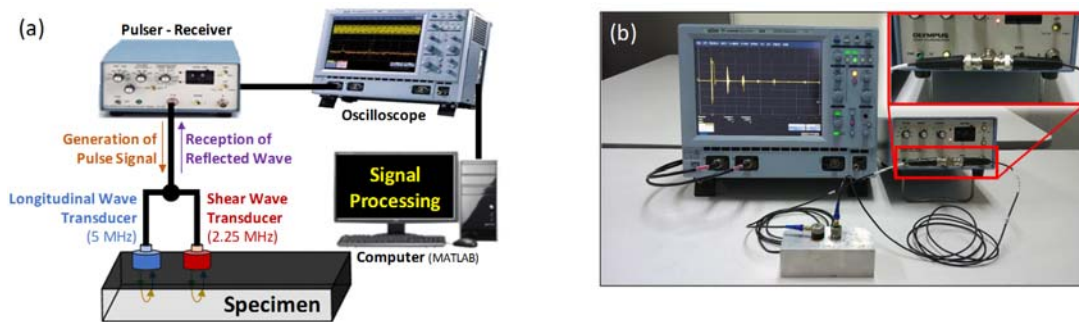 (a)
Pulser - Receiver
Oscilloscope
Generation of
Pulse Signal
Reception of
Reflected Wave
Signal
Processing
Longitudinal Wave
Transducer
(5 MHz)
Shear Wave
Transducer
(2.25 MHz)
Computer (MATLAB)
Specimen
(b)
OLYMPUS